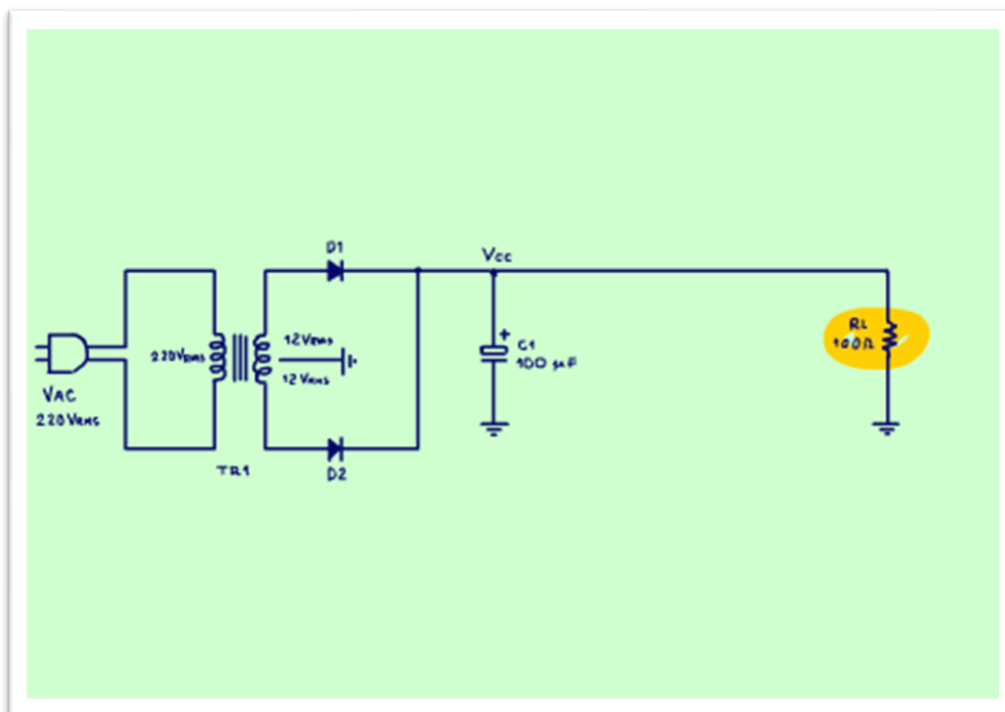 D1
VCC
12VRMS
220VRMS
12VRMS
VAC
220VRMS
TR1
D2
C1
100 µF
RL
100Ω